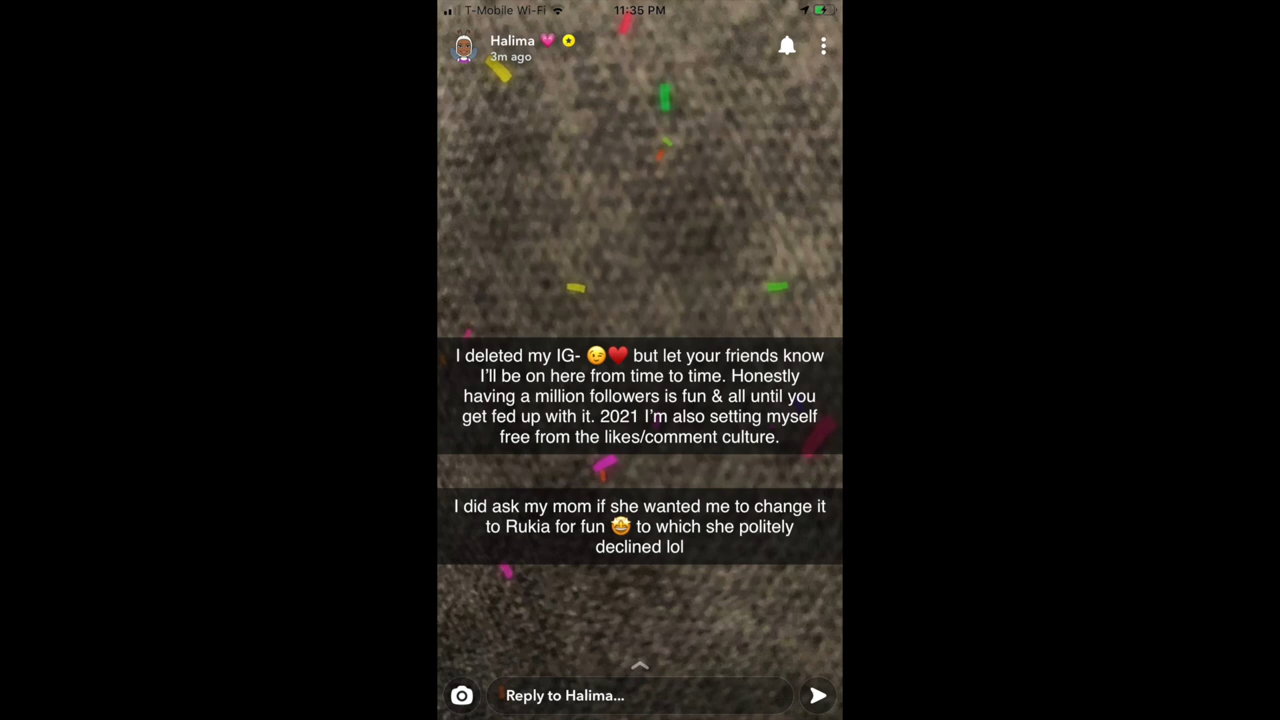 T-Mobile Wi-Fi 11:35 PM
Halima 💗
3m ago
I deleted my IG- 😉♥️ but let your friends know
I’ll be on here from time to time. Honestly
having a million followers is fun & all until you
get fed up with it. 2021 I’m also setting myself
free from the likes/comment culture.
I did ask my mom if she wanted me to change it
to Rukia for fun 🤩 to which she politely
declined lol
Reply to Halima...